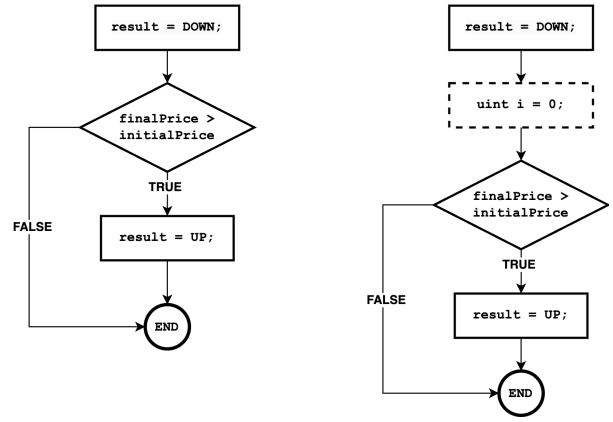 result = DOWN;
finalPrice >
initialPrice
TRUE
FALSE
result = UP;
END
result = DOWN;
uint i = 0;
finalPrice >
initialPrice
TRUE
FALSE
result = UP;
END